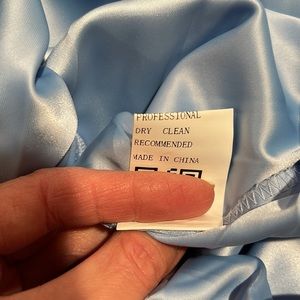 PROFESSIONAL
DRY CLEAN
RECOMMENDED
MADE IN CHINA